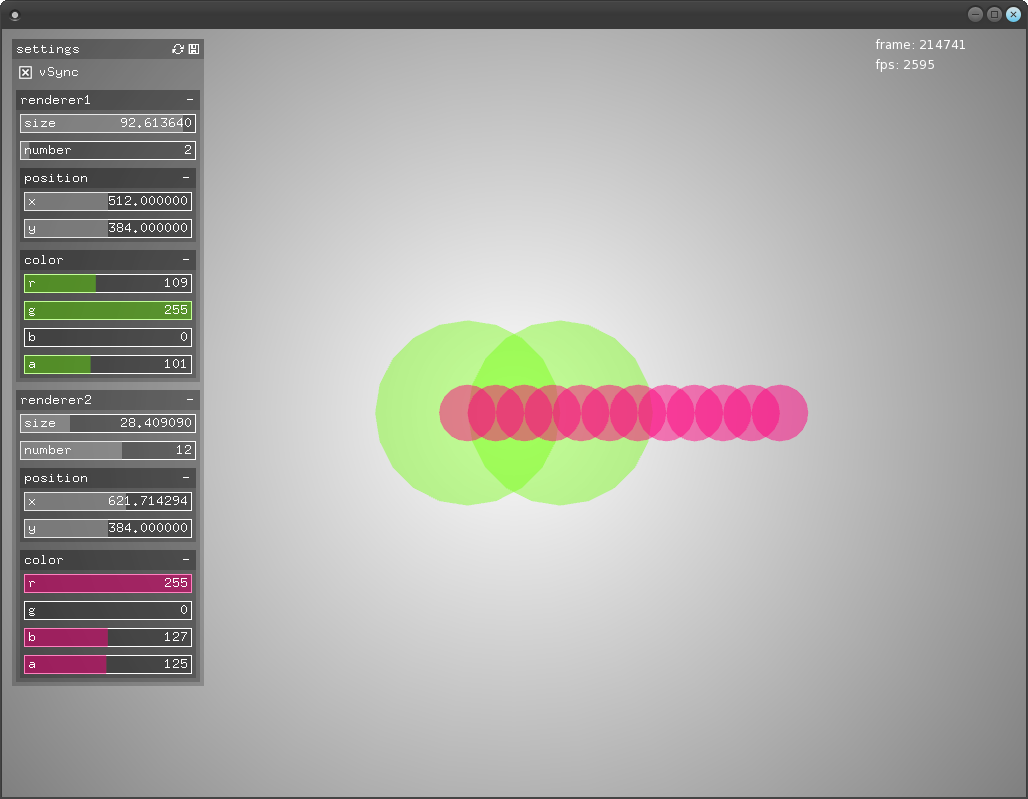 settings
vSync
renderer1 -
size 92.613640
number 2
position -
x 512.000000
y 384.000000
color -
r 109
g 255
b 0
a 101
renderer2 -
size 28.409090
number 12
position -
x 621.714294
y 384.000000
color -
r 255
g 0
b 127
a 125
frame: 214741
fps: 2595